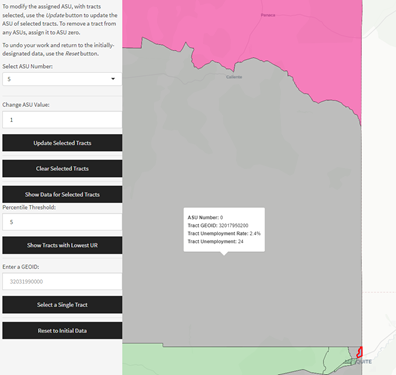 To modify the assigned ASU, with tracts
selected, use the Update button to update the
ASU of selected tracts. To remove a tract from
any ASUs, assign it to ASU zero.
To undo your work and return to the initially-
designated data, use the Reset button.
Select ASU Number:
5
Change ASU Value:
1
Update Selected Tracts
Clear Selected Tracts
Show Data for Selected Tracts
Percentile Threshold:
5
Show Tracts with Lowest UR
Enter a GEOID:
32031990000
Select a Single Tract
Reset to Initial Data
Panaca
Caliente
ASU Number: 0
Tract GEOID: 32017950200
Tract Unemployment Rate: 2.4%
Tract Unemployment: 24